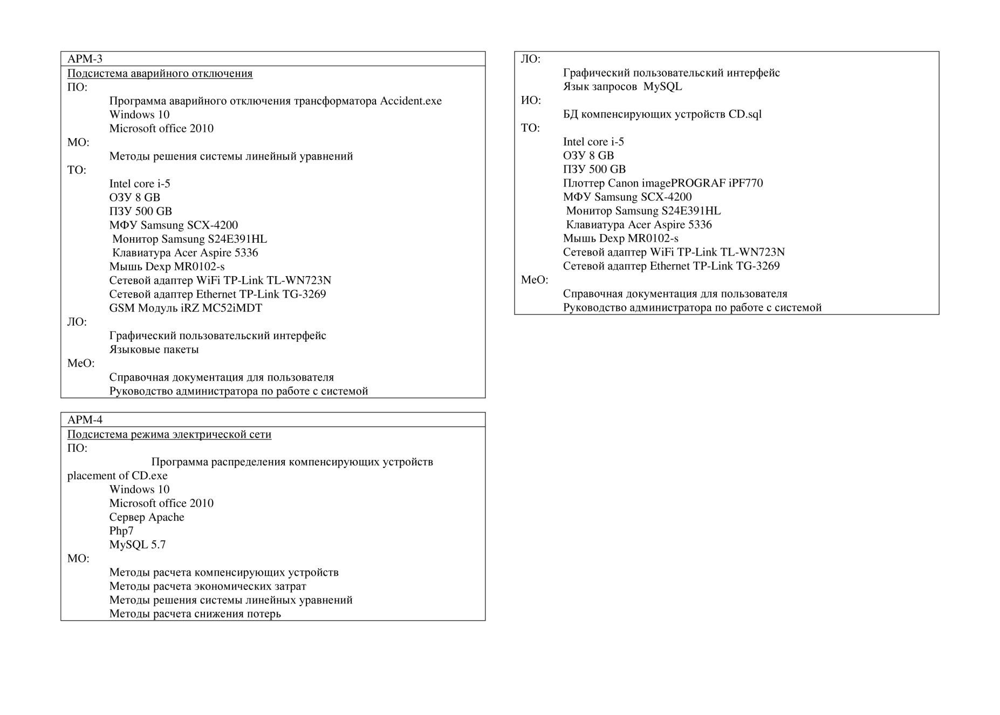 АРМ-3
Подсистема аварийного отключения
ПО:
Программа аварийного отключения трансформатора Accident.exe
Windows 10
Microsoft office 2010
МО:
Методы решения системы линейный уравнений
ТО:
Intel core i-5
ОЗУ 8 GB
ПЗУ 500 GB
МФУ Samsung SCX-4200
Монитор Samsung S24E391HL
Клавиатура Acer Aspire 5336
Мышь Dexp MR0102-s
Сетевой адаптер WiFi TP-Link TL-WN723N
Сетевой адаптер Ethernet TP-Link TG-3269
GSM Модуль iRZ MC52iMDT
ЛО:
Графический пользовательский интерфейс
Языковые пакеты
МеО:
Справочная документация для пользователя
Руководство администратора по работе с системой
АРМ-4
Подсистема режима электрической сети
ПО:
Программа распределения компенсирующих устройств
placement of CD.exe
Windows 10
Microsoft office 2010
Сервер Apache
Php7
MySQL 5.7
МО:
Методы расчета компенсирующих устройств
Методы расчета экономических затрат
Методы решения системы линейных уравнений
Методы расчета снижения потерь
ЛО:
Графический пользовательский интерфейс
Язык запросов  MySQL
ИО:
БД компенсирующих устройств CD.sql
ТО:
Intel core i-5
ОЗУ 8 GB
ПЗУ 500 GB
Плоттер Canon imagePROGRAF iPF770
МФУ Samsung SCX-4200
Монитор Samsung S24E391HL
Клавиатура Acer Aspire 5336
Мышь Dexp MR0102-s
Сетевой адаптер WiFi TP-Link TL-WN723N
Сетевой адаптер Ethernet TP-Link TG-3269
МеО:
Справочная документация для пользователя
Руководство администратора по работе с системой